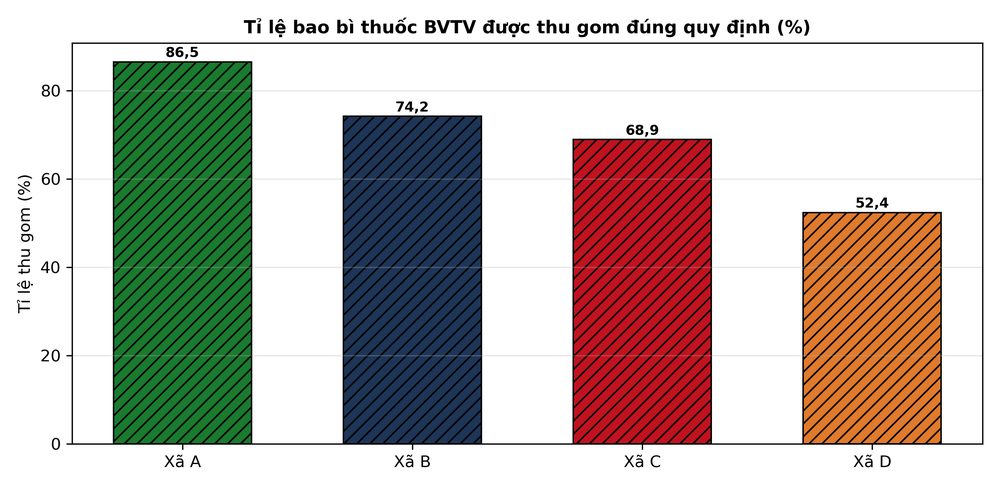 Tỉ lệ bao bì thuốc BVTV được thu gom đúng quy định (%)
Tỉ lệ thu gom (%)
80
60
40
20
0
86,5
74,2
68,9
52,4
Xã A
Xã B
Xã C
Xã D